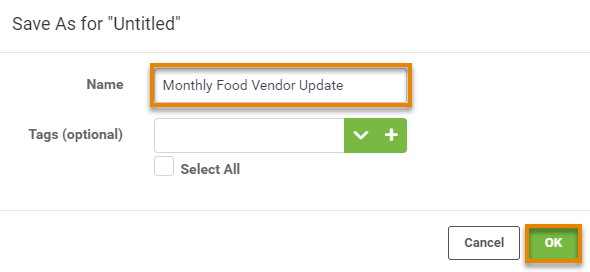 Save As for "Untitled"
Name
Monthly Food Vendor Update
Tags (optional)
Select All
Cancel
OK